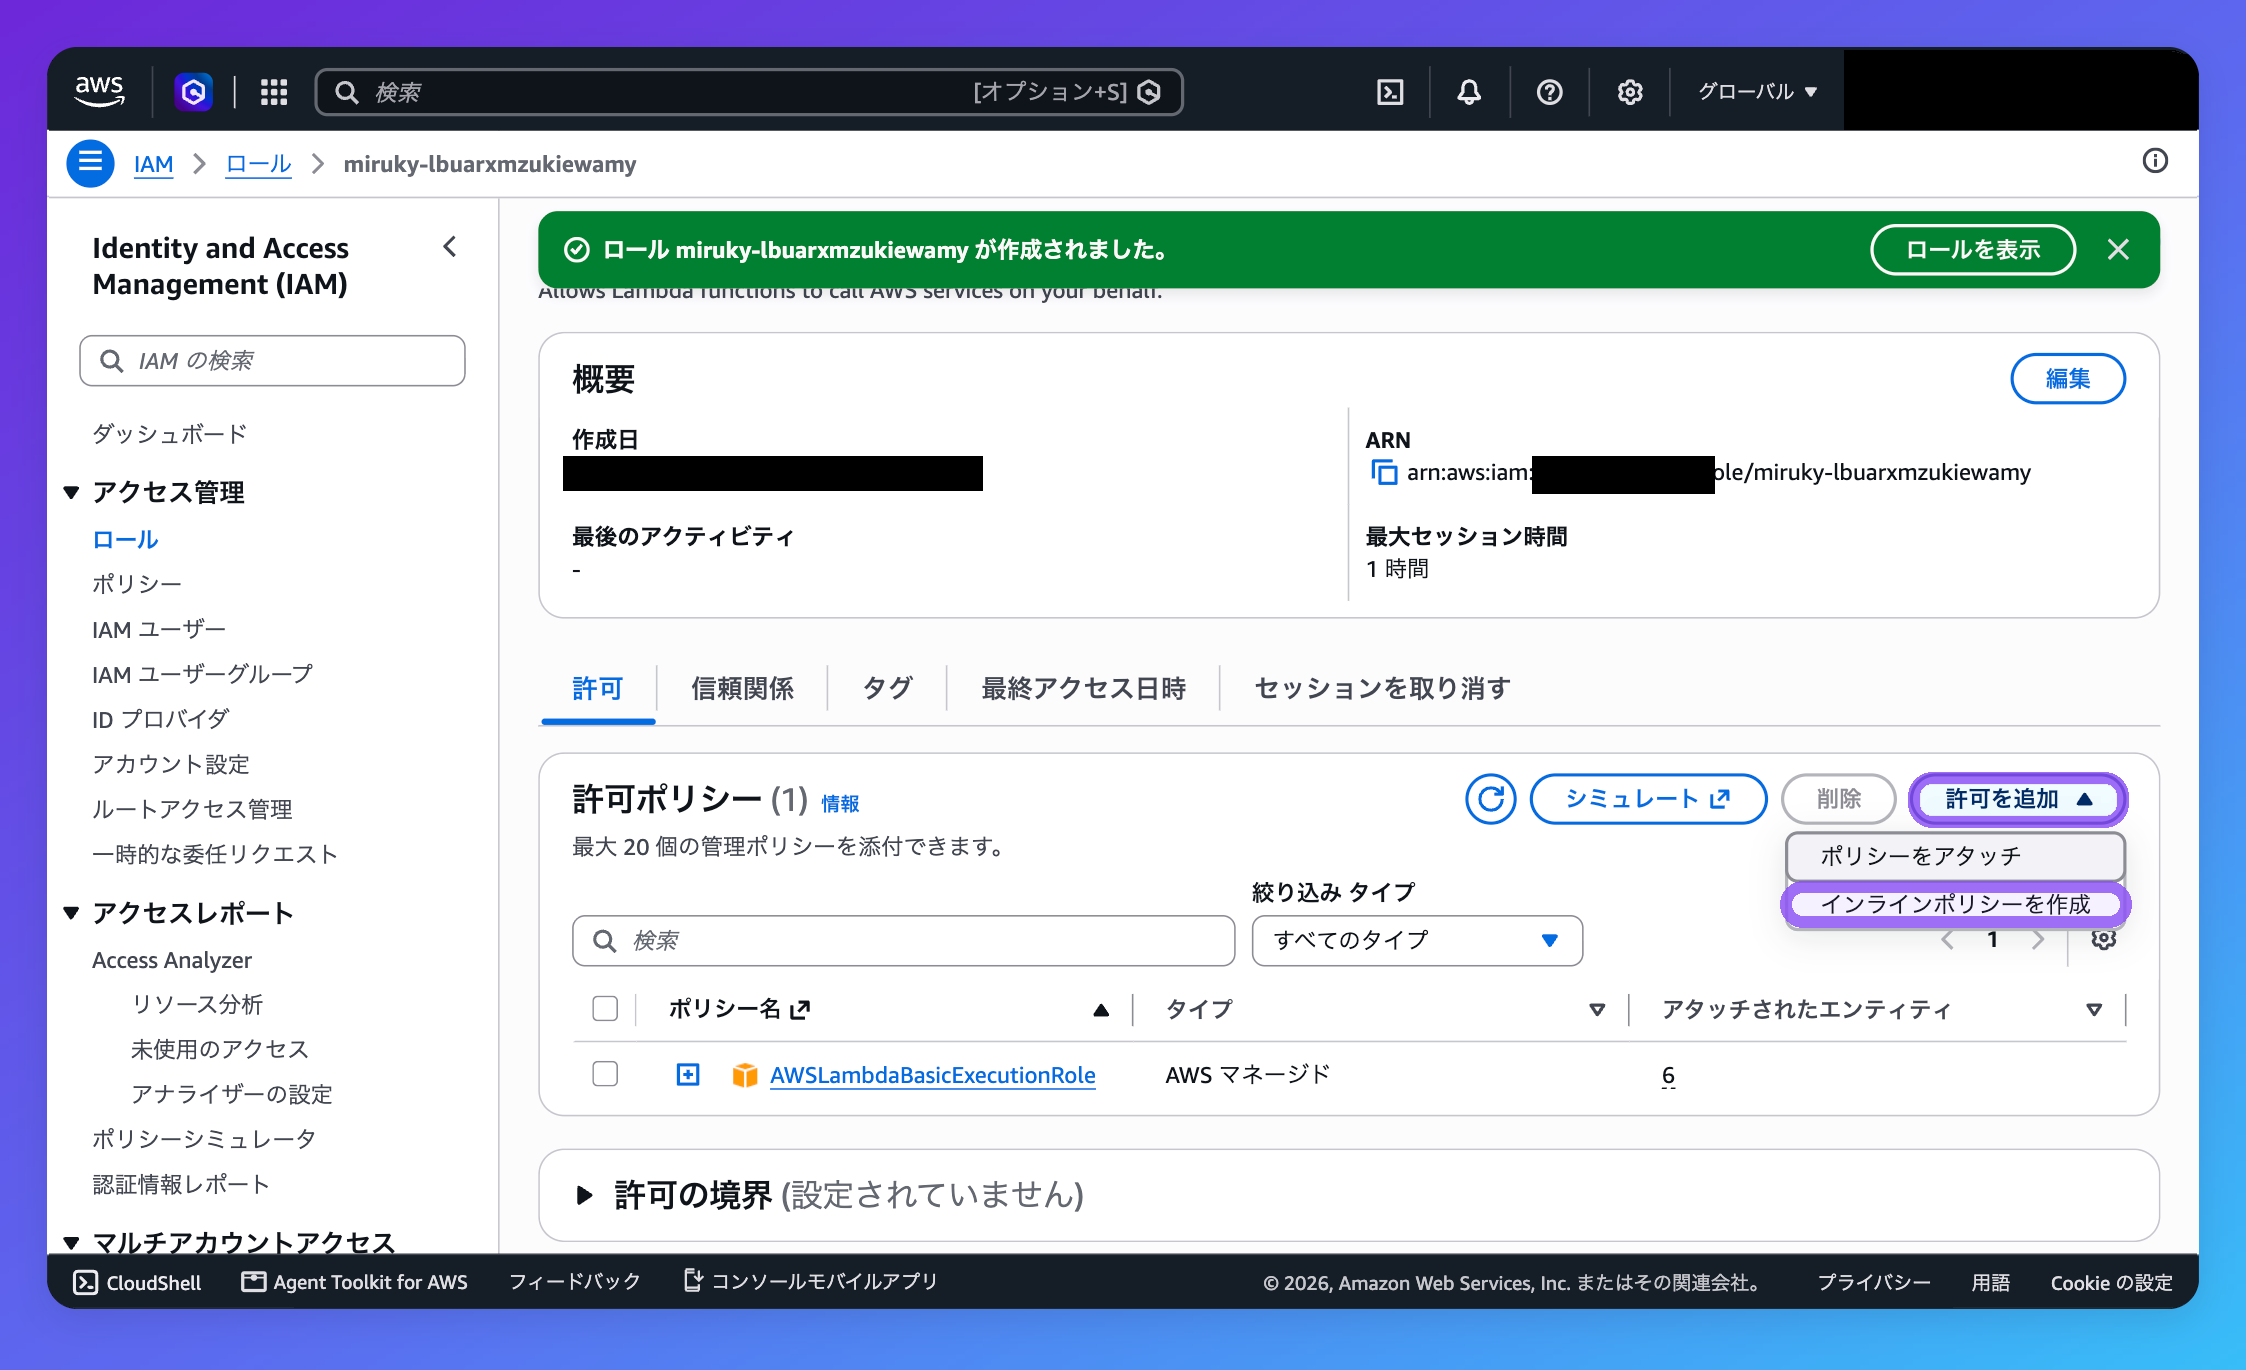 aws
検索
[オプション+S]
グローバル
IAM
ロール
miruky-lbuarxmzukiewamy
Identity and Access
Management (IAM)
IAM の検索
ダッシュボード
アクセス管理
ロール
ポリシー
IAM ユーザー
IAM ユーザーグループ
ID プロバイダ
アカウント設定
ルートアクセス管理
一時的な委任リクエスト
アクセスレポート
Access Analyzer
リソース分析
未使用のアクセス
アナライザーの設定
ポリシーシミュレータ
認証情報レポート
マルチアカウントアクセス
ロール miruky-lbuarxmzukiewamy が作成されました。
ロールを表示
Allows Lambda functions to call AWS services on your behalf.
概要
編集
作成日
ARN
arn:aws:iam: ole/miruky-lbuarxmzukiewamy
最後のアクティビティ
-
最大セッション時間
1 時間
許可
信頼関係
タグ
最終アクセス日時
セッションを取り消す
許可ポリシー (1) 情報
シミュレート
削除
許可を追加
最大 20 個の管理ポリシーを添付できます。
ポリシーをアタッチ
インラインポリシーを作成
絞り込み タイプ
検索
すべてのタイプ
1
ポリシー名
タイプ
アタッチされたエンティティ
AWSLambdaBasicExecutionRole
AWS マネージド
6
許可の境界 (設定されていません)
CloudShell
Agent Toolkit for AWS
フィードバック
コンソールモバイルアプリ
© 2026, Amazon Web Services, Inc. またはその関連会社。
プライバシー
用語
Cookie の設定